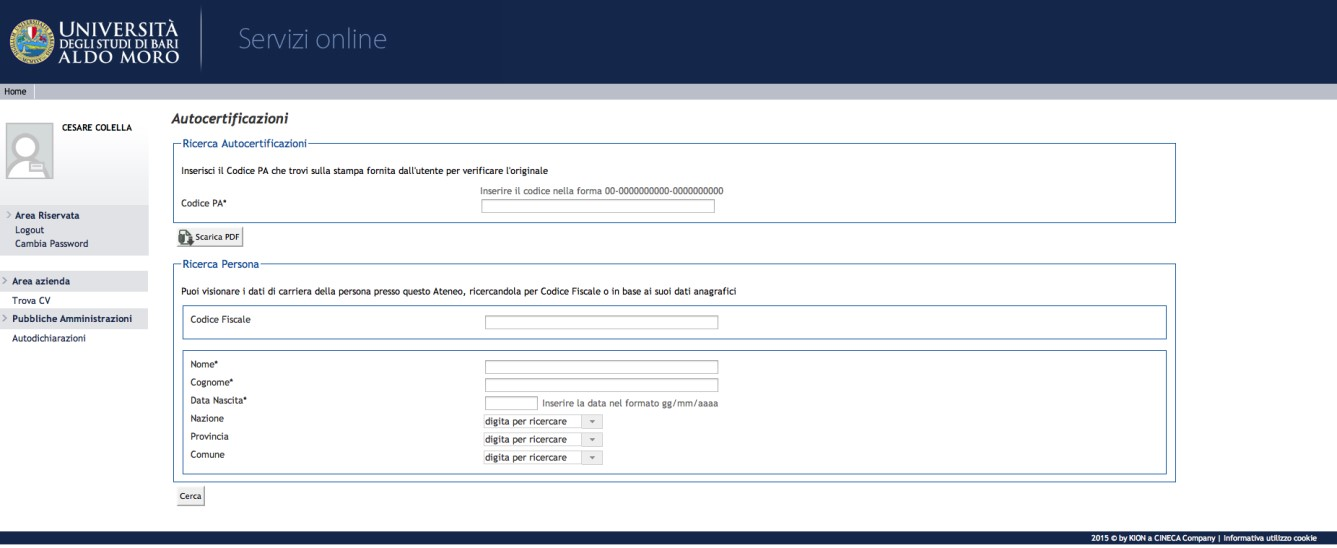 UNIVERSITÀ
DEGLI STUDI DI BARI
ALDO MORO
Servizi online
Home
CESARE COLELLA
Area Riservata
Logout
Cambia Password
Area azienda
Trova CV
Pubbliche Amministrazioni
Autodichiarazioni
Autocertificazioni
Ricerca Autocertificazioni
Inserisci il Codice PA che trovi sulla stampa fornita dall'utente per verificare l'originale
Inserire il codice nella forma 00-0000000000-0000000000
Codice PA*
Scarica PDF
Ricerca Persona
Puoi visionare i dati di carriera della persona presso questo Ateneo, ricercandola per Codice Fiscale o in base ai suoi dati anagrafici
Codice Fiscale
Nome*
Cognome*
Data Nascita* Inserire la data nel formato gg/mm/aaaa
Nazione digita per ricercare
Provincia digita per ricercare
Comune digita per ricercare
Cerca
2015 © by KION a CINECA Company | Informativa utilizzo cookie